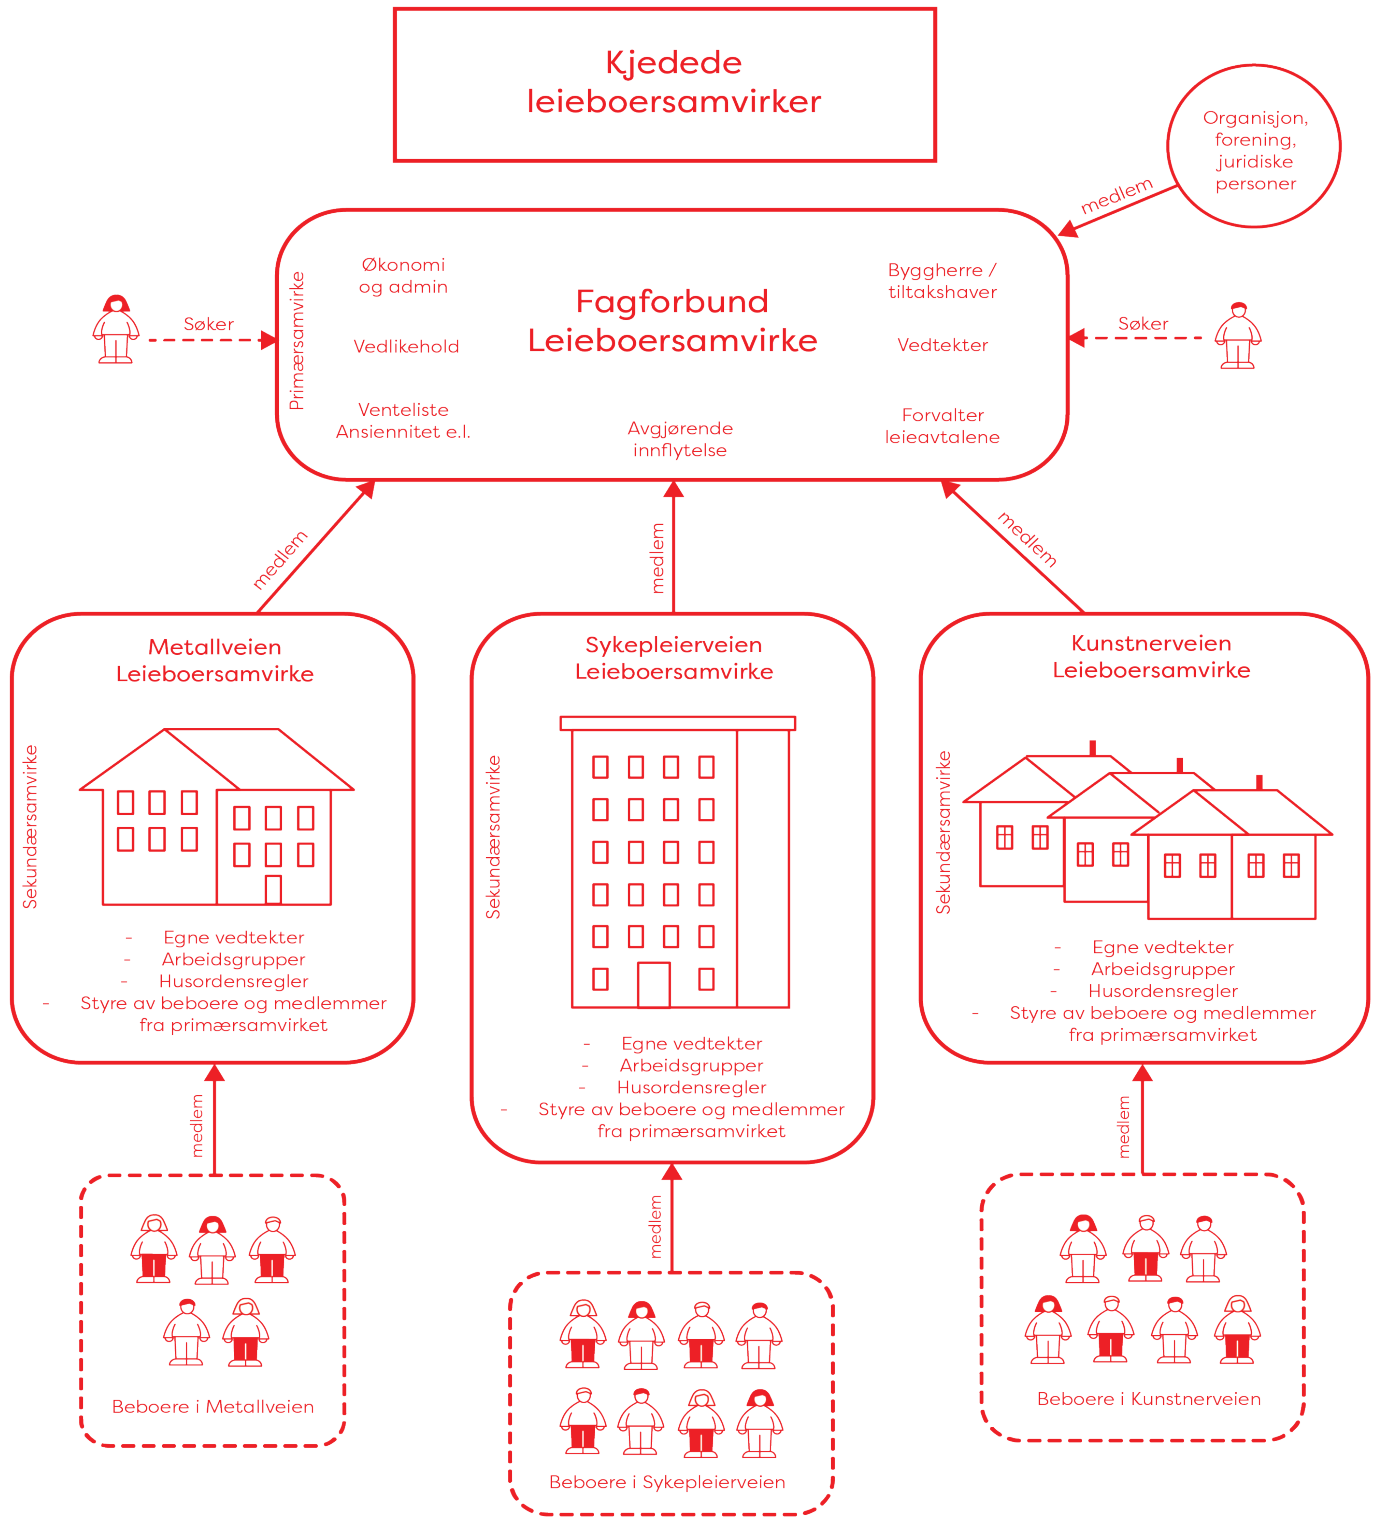 Kjedede
leieboersamvirker
Organisjon,
forening,
juridiske
personer
medlem
Primærsamvirke
Økonomi
og admin
Vedlikehold
Venteliste
Ansiennitet e.l.
Fagforbund
Leieboersamvirke
Avgjørende
innflytelse
Byggherre /
tiltakshaver
Vedtekter
Forvalter
leieavtalene
Søker
Søker
medlem
medlem
medlem
Metallveien
Leieboersamvirke
Sekundærsamvirke
- Egne vedtekter
- Arbeidsgrupper
- Husordensregler
- Styre av beboere og medlemmer
fra primærsamvirket
Sykepleierveien
Leieboersamvirke
Sekundærsamvirke
- Egne vedtekter
- Arbeidsgrupper
- Husordensregler
- Styre av beboere og medlemmer
fra primærsamvirket
Kunstnerveien
Leieboersamvirke
Sekundærsamvirke
- Egne vedtekter
- Arbeidsgrupper
- Husordensregler
- Styre av beboere og medlemmer
fra primærsamvirket
medlem
medlem
medlem
Beboere i Metallveien
Beboere i Sykepleierveien
Beboere i Kunstnerveien